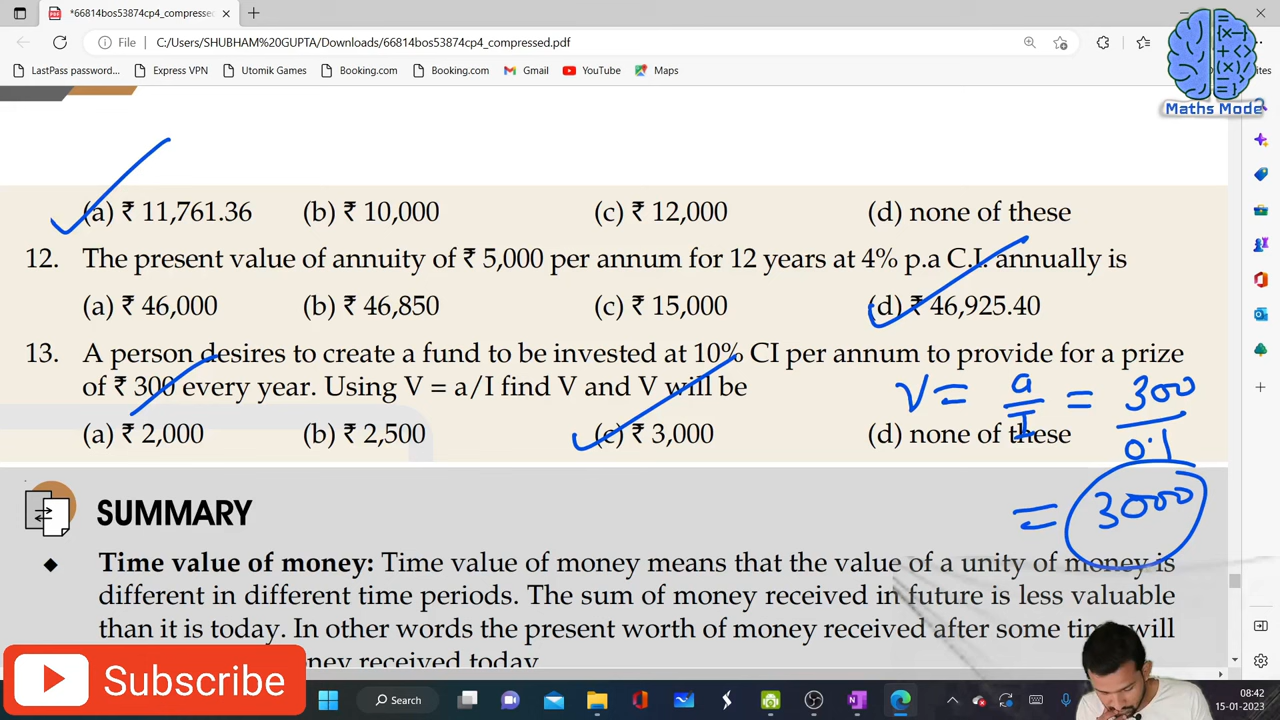 *66814bos53874cp4_compressed
File C:/Users/SHUBHAM%20GUPTA/Downloads/66814bos53874cp4_compressed.pdf
LastPass password... Express VPN Utomik Games Booking.com Booking.com Gmail YouTube Maps
Maths Mode
(a) ₹ 11,761.36 (b) ₹ 10,000 (c) ₹ 12,000 (d) none of these
12. The present value of annuity of ₹ 5,000 per annum for 12 years at 4% p.a C.I. annually is
(a) ₹ 46,000 (b) ₹ 46,850 (c) ₹ 15,000 (d) ₹ 46,925.40
13. A person desires to create a fund to be invested at 10% CI per annum to provide for a prize
of ₹ 300 every year. Using V = a/I find V and V will be
(a) ₹ 2,000 (b) ₹ 2,500 (c) ₹ 3,000 (d) none of these
V = a/I = 300/0.1
= 3000
SUMMARY
◆ Time value of money: Time value of money means that the value of a unity of money is
different in different time periods. The sum of money received in future is less valuable
than it is today. In other words the present worth of money received after some time will
money received today.
Subscribe
Search
08:42
15-01-2023